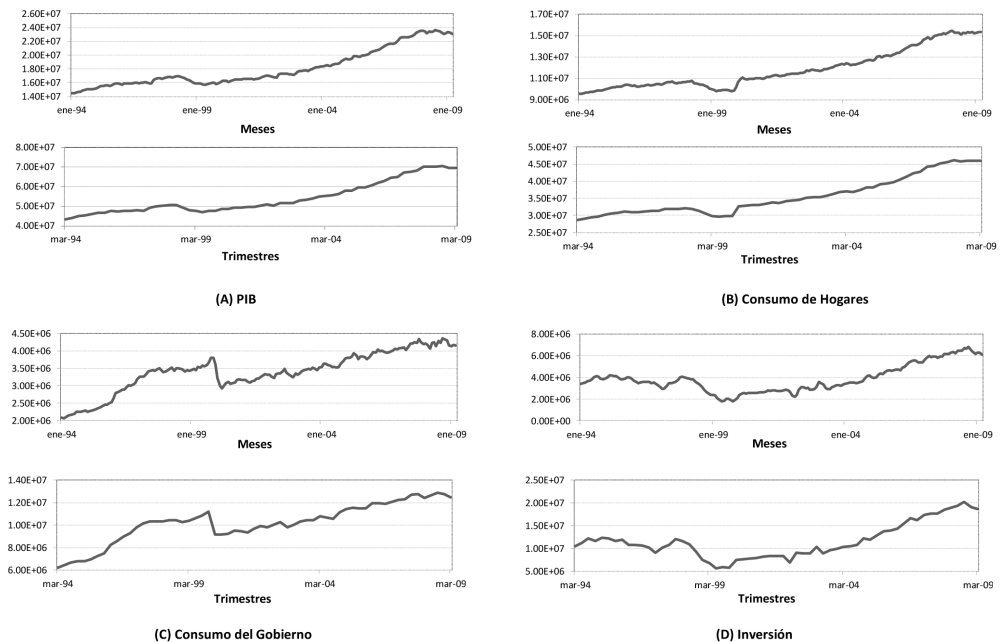 2.60E+07
2.40E+07
2.20E+07
2.00E+07
1.80E+07
1.60E+07
1.40E+07
ene-94 ene-99 ene-04 ene-09
Meses
8.00E+07
7.00E+07
6.00E+07
5.00E+07
4.00E+07
mar-94 mar-99 mar-04 mar-09
Trimestres
(A) PIB
1.70E+07
1.50E+07
1.30E+07
1.10E+07
9.00E+06
ene-94 ene-99 ene-04 ene-09
Meses
5.00E+07
4.50E+07
4.00E+07
3.50E+07
3.00E+07
2.50E+07
mar-94 mar-99 mar-04 mar-09
Trimestres
(B) Consumo de Hogares
4.50E+06
4.00E+06
3.50E+06
3.00E+06
2.50E+06
2.00E+06
ene-94 ene-99 ene-04 ene-09
Meses
1.40E+07
1.20E+07
1.00E+07
8.00E+06
6.00E+06
mar-94 mar-99 mar-04 mar-09
Trimestres
(C) Consumo del Gobierno
8.00E+06
6.00E+06
4.00E+06
2.00E+06
0.00E+00
ene-94 ene-99 ene-04 ene-09
Meses
2.50E+07
2.00E+07
1.50E+07
1.00E+07
5.00E+06
mar-94 mar-99 mar-04 mar-09
Trimestres
(D) Inversión